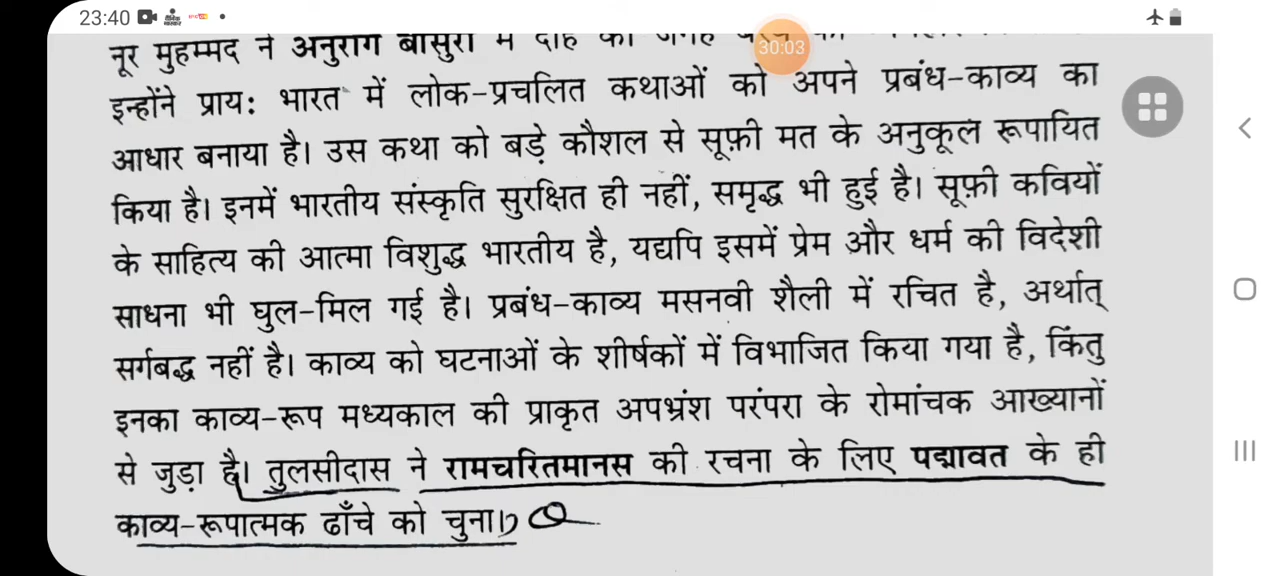 23:40
30:03
नूर मुहम्मद ने अनुराग बाँसुरी में दोहे की जगह
इन्होंने प्राय: भारत में लोक-प्रचलित कथाओं को अपने प्रबंध-काव्य का
आधार बनाया है। उस कथा को बड़े कौशल से सूफ़ी मत के अनुकूल रूपायित
किया है। इनमें भारतीय संस्कृति सुरक्षित ही नहीं, समृद्ध भी हुई है। सूफ़ी कवियों
के साहित्य की आत्मा विशुद्ध भारतीय है, यद्यपि इसमें प्रेम और धर्म की विदेशी
साधना भी घुल-मिल गई है। प्रबंध-काव्य मसनवी शैली में रचित है, अर्थात्
सर्गबद्ध नहीं है। काव्य को घटनाओं के शीर्षकों में विभाजित किया गया है, किंतु
इनका काव्य-रूप मध्यकाल की प्राकृत अपभ्रंश परंपरा के रोमांचक आख्यानों
से जुड़ा है। तुलसीदास ने रामचरितमानस की रचना के लिए पद्मावत के ही
काव्य-रूपात्मक ढाँचे को चुना।